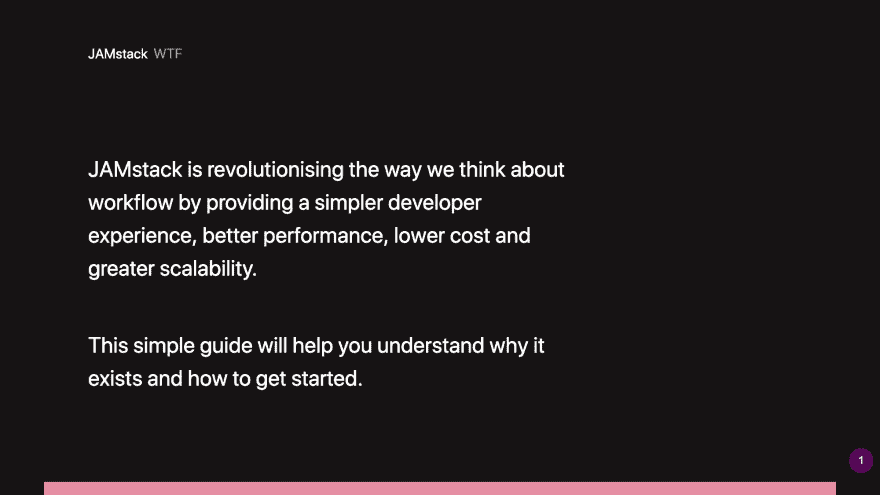 JAMstack WTF
JAMstack is revolutionising the way we think about
workflow by providing a simpler developer
experience, better performance, lower cost and
greater scalability.
This simple guide will help you understand why it
exists and how to get started.
1